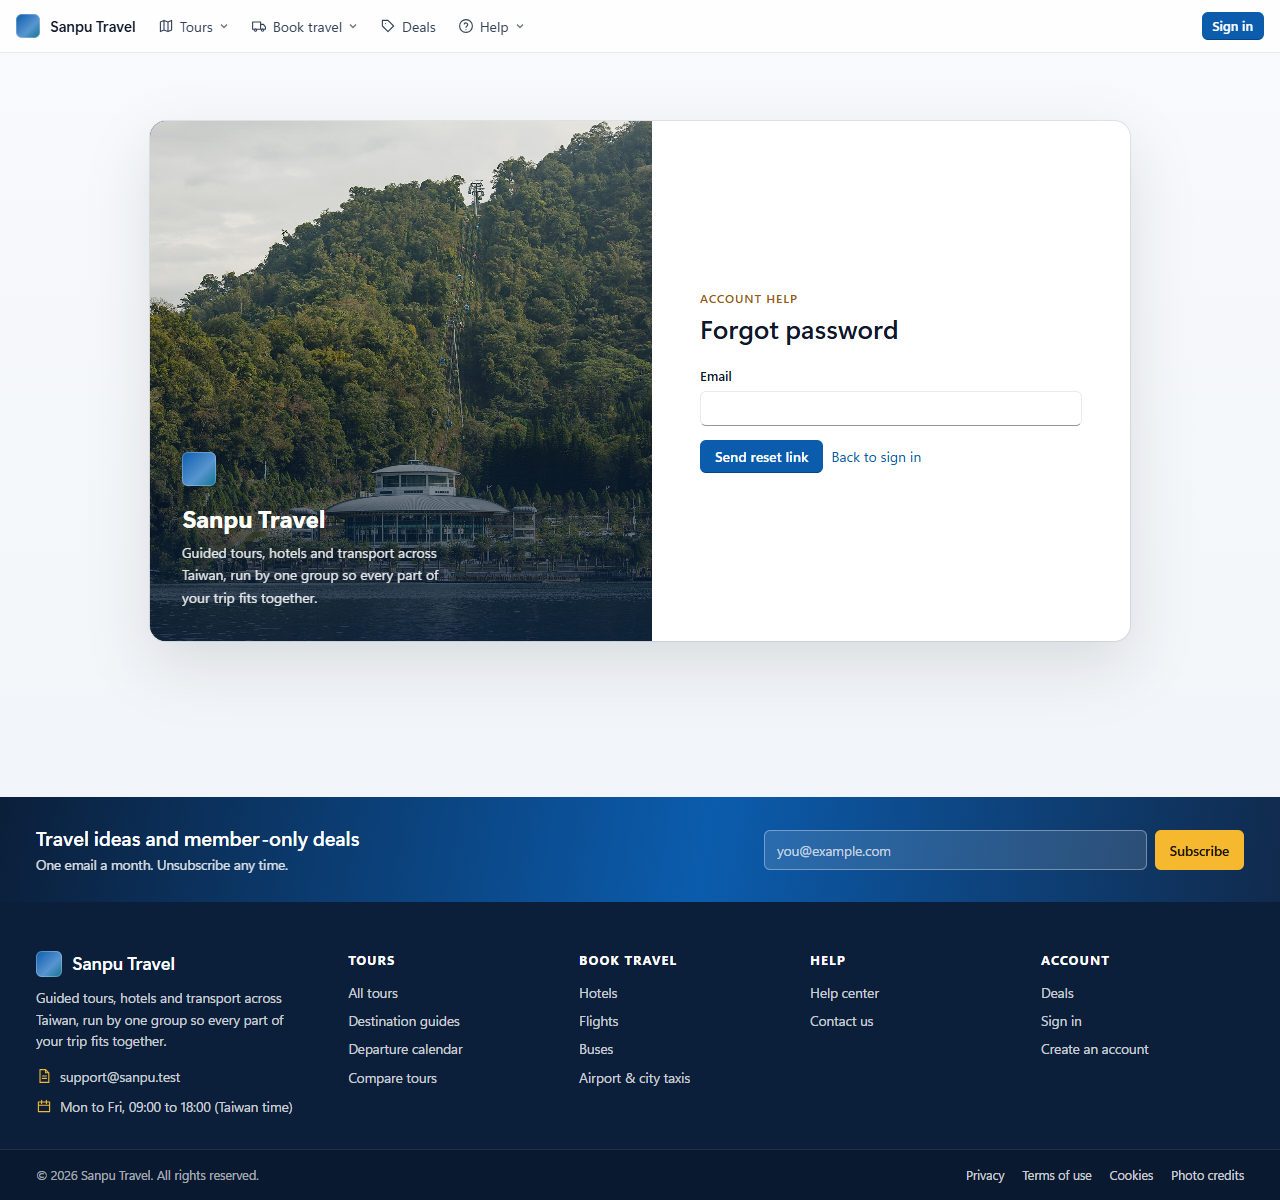 Sanpu Travel
Tours
Book travel
Deals
Help
Sign in
Sanpu Travel
Guided tours, hotels and transport across
Taiwan, run by one group so every part of
your trip fits together.
ACCOUNT HELP
Forgot password
Email
Send reset link
Back to sign in
Travel ideas and member-only deals
One email a month. Unsubscribe any time.
you@example.com
Subscribe
Sanpu Travel
Guided tours, hotels and transport across
Taiwan, run by one group so every part of
your trip fits together.
support@sanpu.test
Mon to Fri, 09:00 to 18:00 (Taiwan time)
TOURS
All tours
Destination guides
Departure calendar
Compare tours
BOOK TRAVEL
Hotels
Flights
Buses
Airport & city taxis
HELP
Help center
Contact us
ACCOUNT
Deals
Sign in
Create an account
© 2026 Sanpu Travel. All rights reserved.
Privacy
Terms of use
Cookies
Photo credits